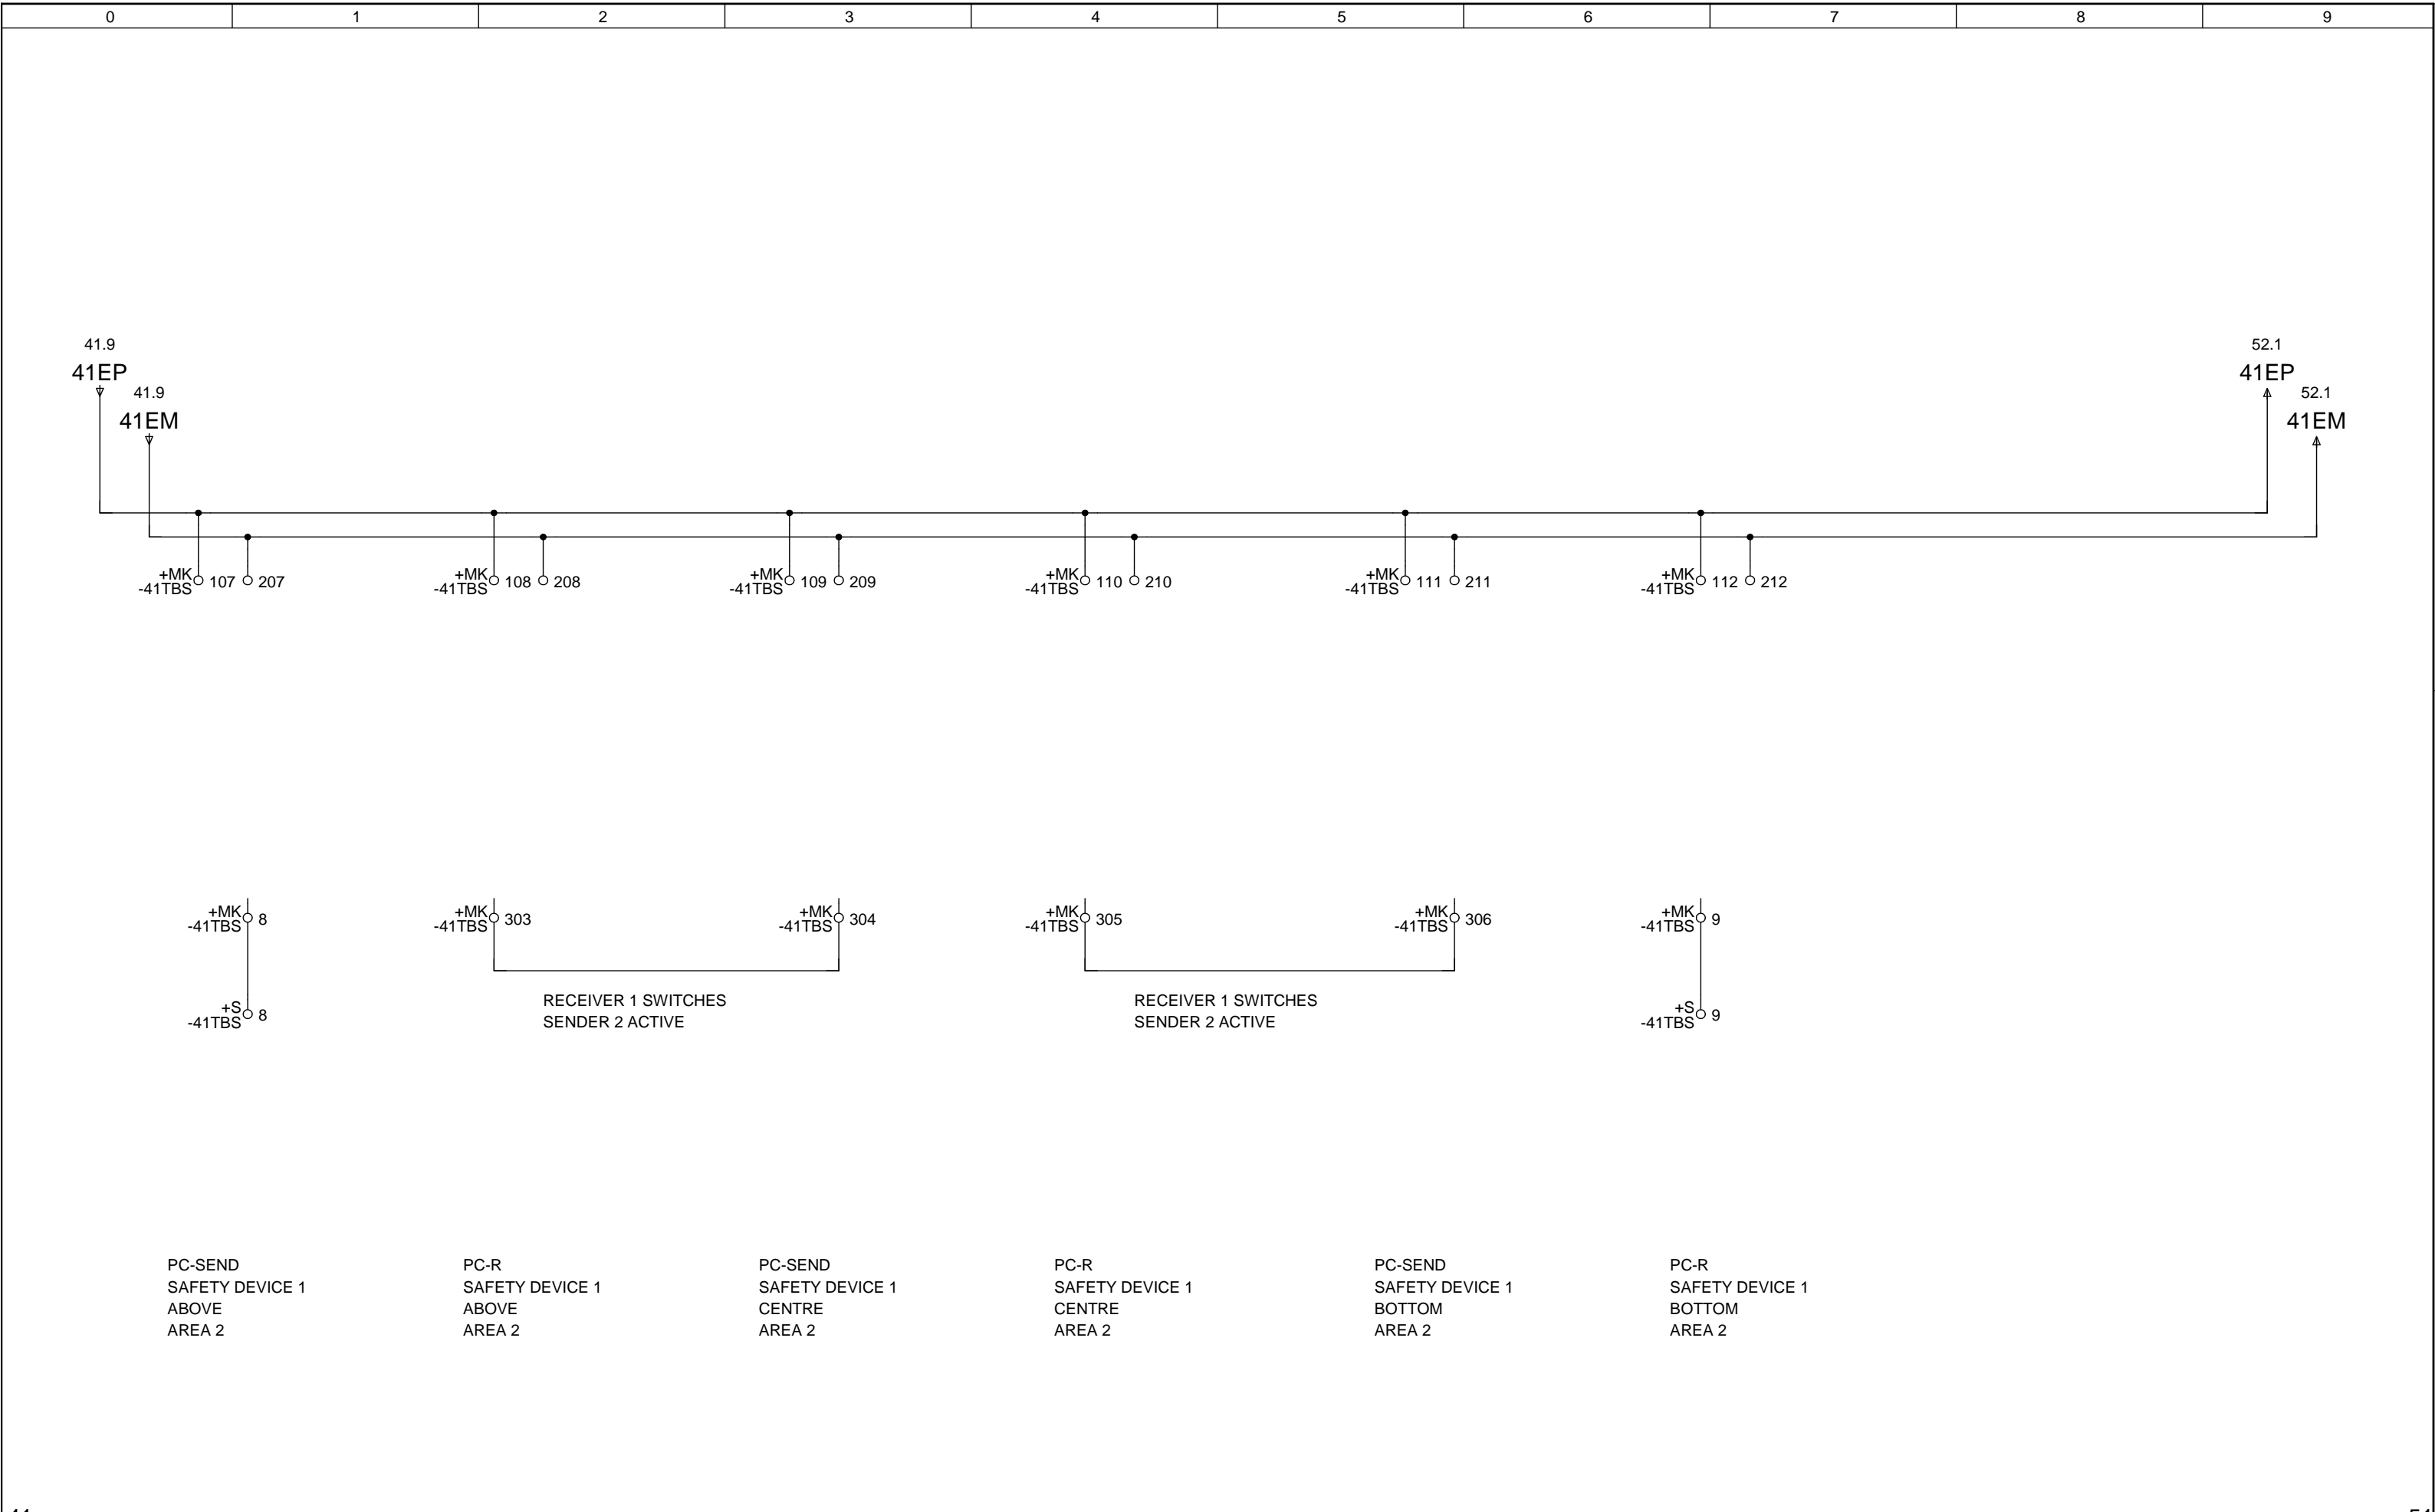 0 1 2 3 4 5 6 7 8 9
41.9
41EP
41.9
41EM
52.1
41EP
52.1
41EM
+MK
-41TBS
107
207
+MK
-41TBS
108
208
+MK
-41TBS
109
209
+MK
-41TBS
110
210
+MK
-41TBS
111
211
+MK
-41TBS
112
212
+MK
-41TBS
8
+MK
-41TBS
303
+MK
-41TBS
304
+MK
-41TBS
305
+MK
-41TBS
306
+MK
-41TBS
9
+S
-41TBS
8
RECEIVER 1 SWITCHES
SENDER 2 ACTIVE
RECEIVER 1 SWITCHES
SENDER 2 ACTIVE
+S
-41TBS
9
PC-SEND
SAFETY DEVICE 1
ABOVE
AREA 2
PC-R
SAFETY DEVICE 1
ABOVE
AREA 2
PC-SEND
SAFETY DEVICE 1
CENTRE
AREA 2
PC-R
SAFETY DEVICE 1
CENTRE
AREA 2
PC-SEND
SAFETY DEVICE 1
BOTTOM
AREA 2
PC-R
SAFETY DEVICE 1
BOTTOM
AREA 2